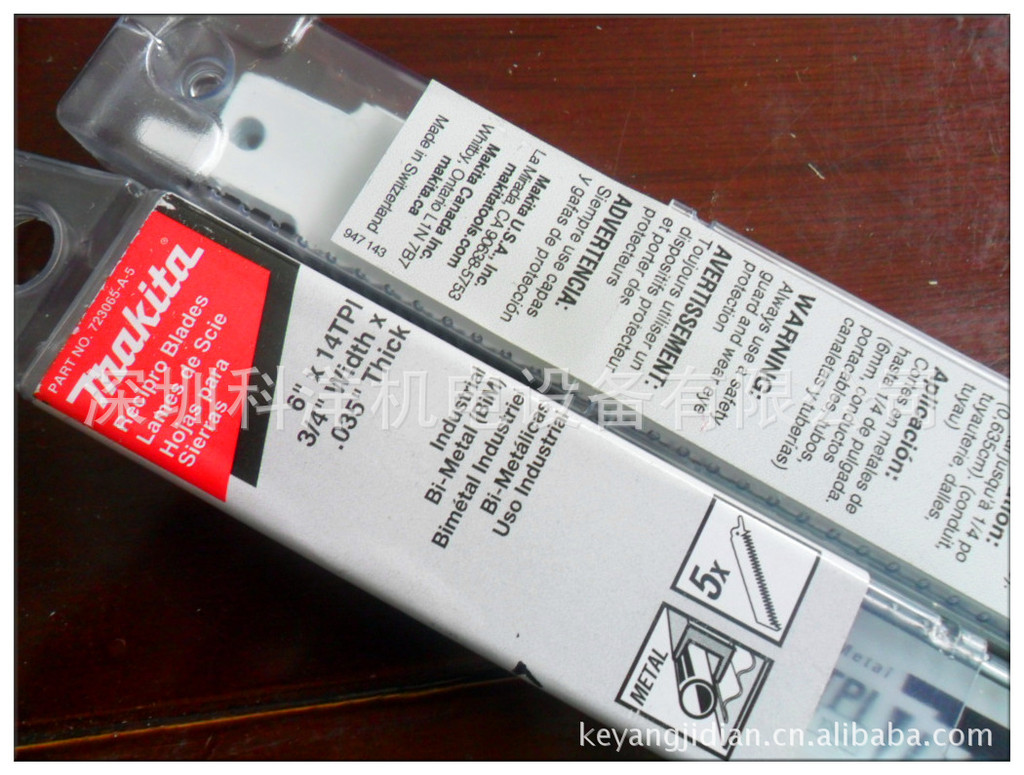 PART NO. 723065-A-5
makita®
Recipro Blades
Lames de Scie
Hojas para
Sierras
6" X 14TPI
3/4" Width x
.035" Thick
Industrial
Bi-Metal (BIM)
Bimétal Industriel
Bi-Metálicas
Uso Industrial
METAL
5x
Aplicación:
Corta en metales de
hasta 1/4 de pulgada
(6mm, conductos
portacables, tubos,
canaletas y tuberías)
WARNING:
Always use a safety
guard and wear eye
protection
AVERTISSEMENT:
Toujours utiliser un
dispositifs protecteur
et porter des
protecteurs
ADVERTENCIA:
Siempre use capas
y gafas de protección
Makita U.S.A., Inc.
La Mirada, CA 90638-5753
makitatools.com
Makita Canada Inc.
Whitby, Ontario L1N 7B7
makita.ca
Made in Switzerland
947 143
jusqu'à 1/4 po
(0,635cm). (conduit,
tuyauterie, dalles,
tuyau)
Metal
TPI
深圳科宇机电设备有限公司
keyangjidian.cn.alibaba.com